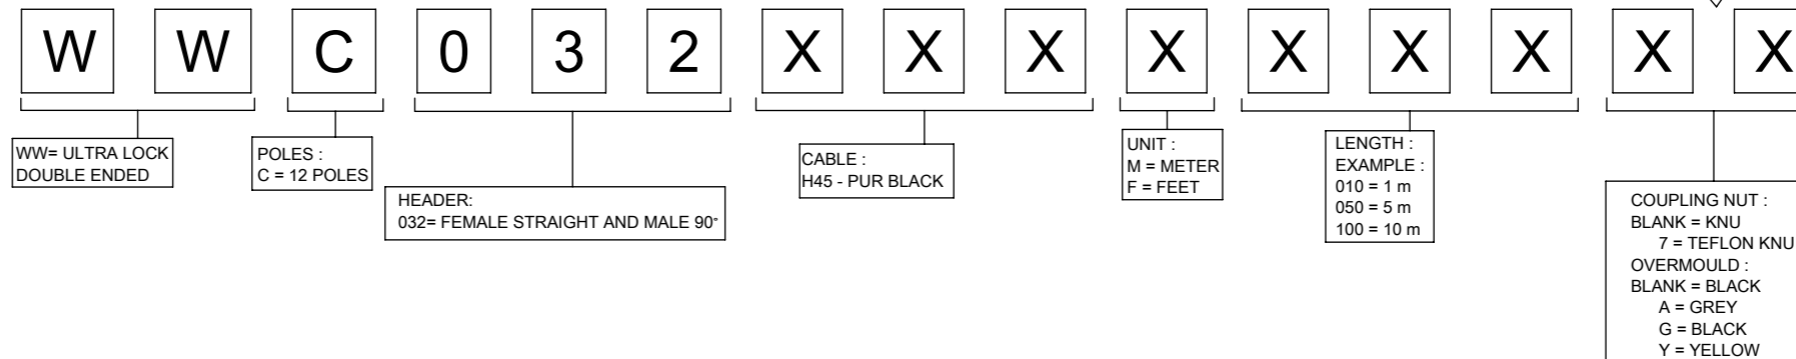 W W C 0 3 2 X X X X X X X X X
WW= ULTRA LOCK
DOUBLE ENDED
POLES :
C = 12 POLES
HEADER:
032= FEMALE STRAIGHT AND MALE 90°
CABLE :
H45 - PUR BLACK
UNIT :
M = METER
F = FEET
LENGTH :
EXAMPLE :
010 = 1 m
050 = 5 m
100 = 10 m
COUPLING NUT :
BLANK = KNU
7 = TEFLON KNU
OVERMOULD :
BLANK = BLACK
A = GREY
G = BLACK
Y = YELLOW